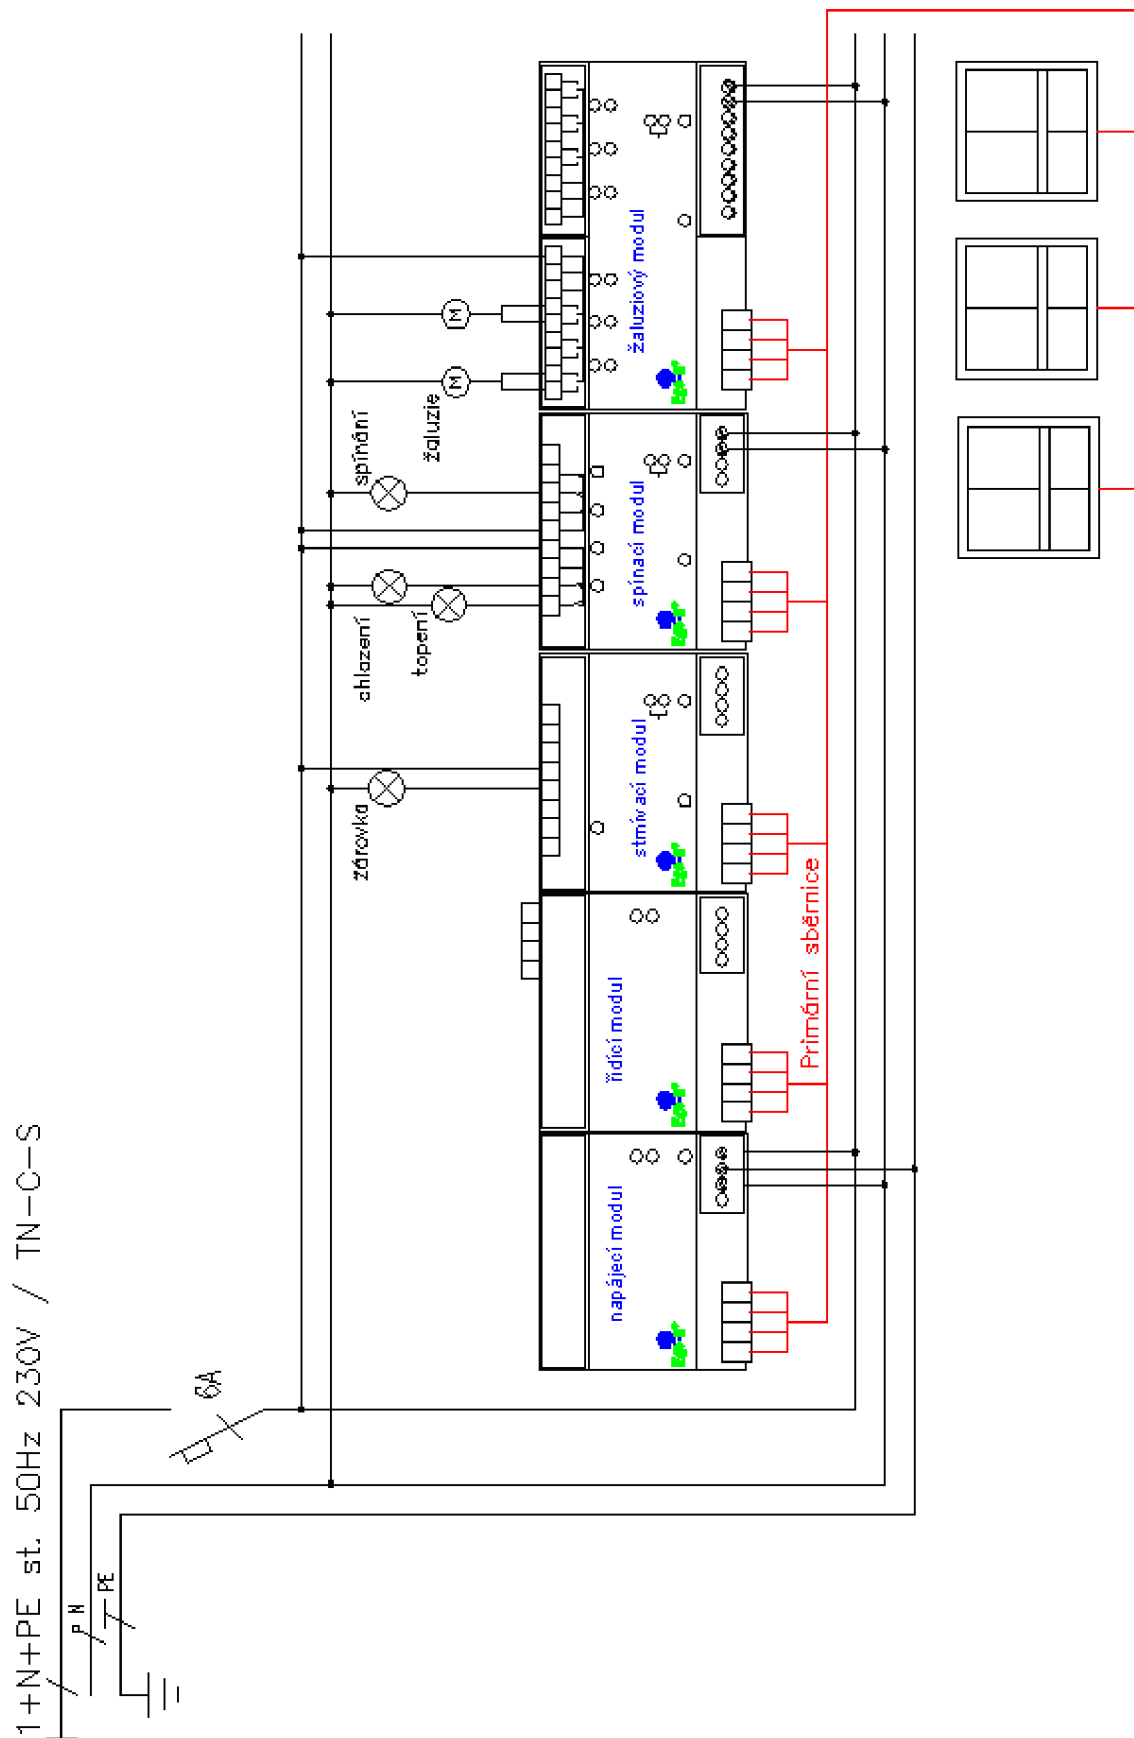 1+N+PE st. 50Hz 230V / TN-C-S
P N
PE
6A
žárovka
chlazení
topení
spínání
žaluzie
M
M
napájecí modul
řídící modul
stmívací modul
spínací modul
žaluziový modul
Primární sběrnice